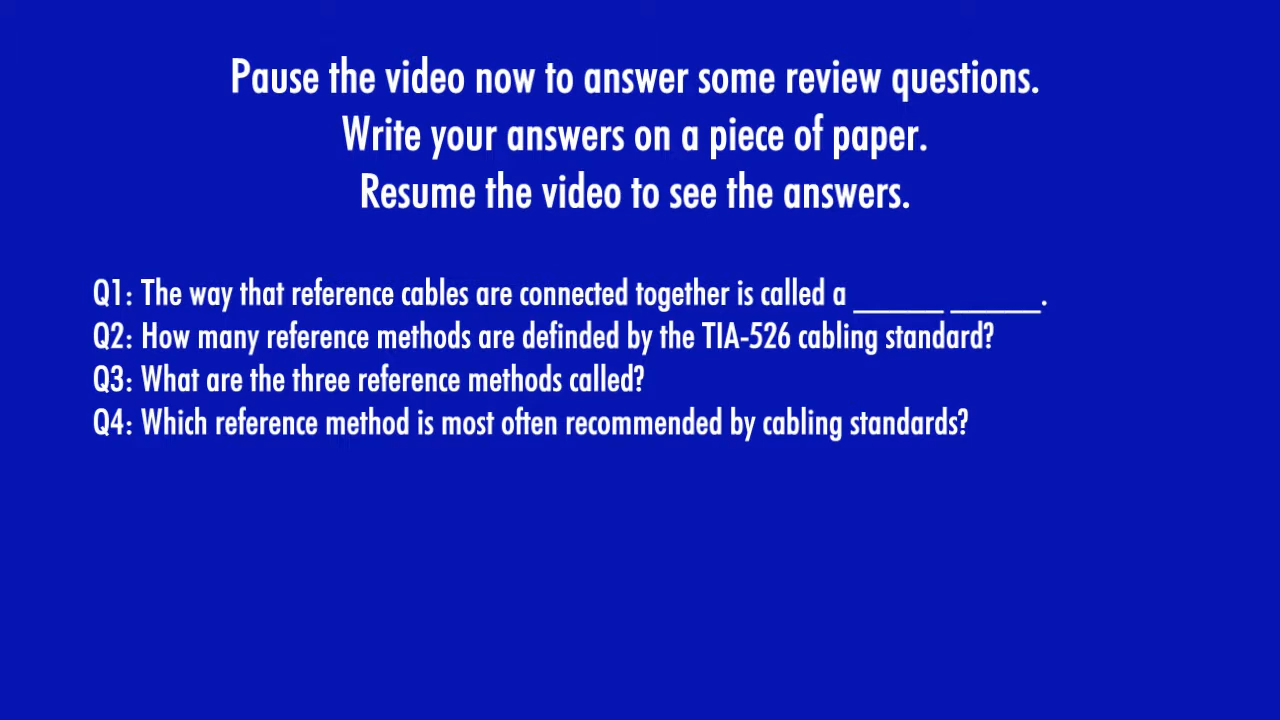 Pause the video now to answer some review questions.
Write your answers on a piece of paper.
Resume the video to see the answers.
Q1: The way that reference cables are connected together is called a ______ ______.
Q2: How many reference methods are definded by the TIA-526 cabling standard?
Q3: What are the three reference methods called?
Q4: Which reference method is most often recommended by cabling standards?